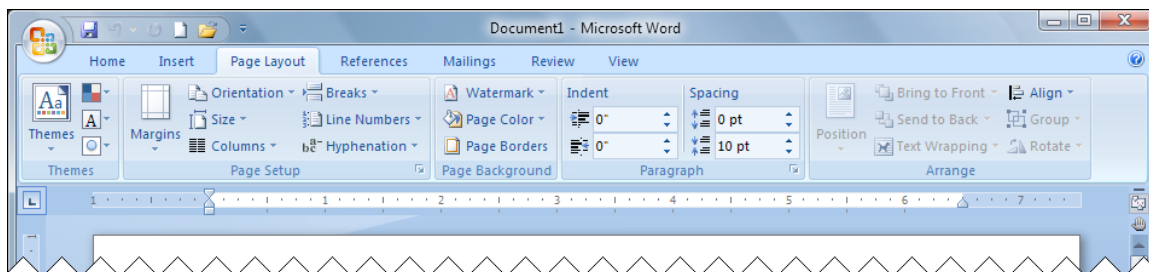 Document1 - Microsoft Word
Home Insert Page Layout References Mailings Review View
Aa Orientation Breaks Watermark Indent Spacing Bring to Front Align
A Size Line Numbers Page Color 0" 0 pt Send to Back Group
Themes Margins Columns Hyphenation Page Borders 0" 10 pt Position Text Wrapping Rotate
Themes Page Setup Page Background Paragraph Arrange
L 1 1 2 3 4 5 6 7